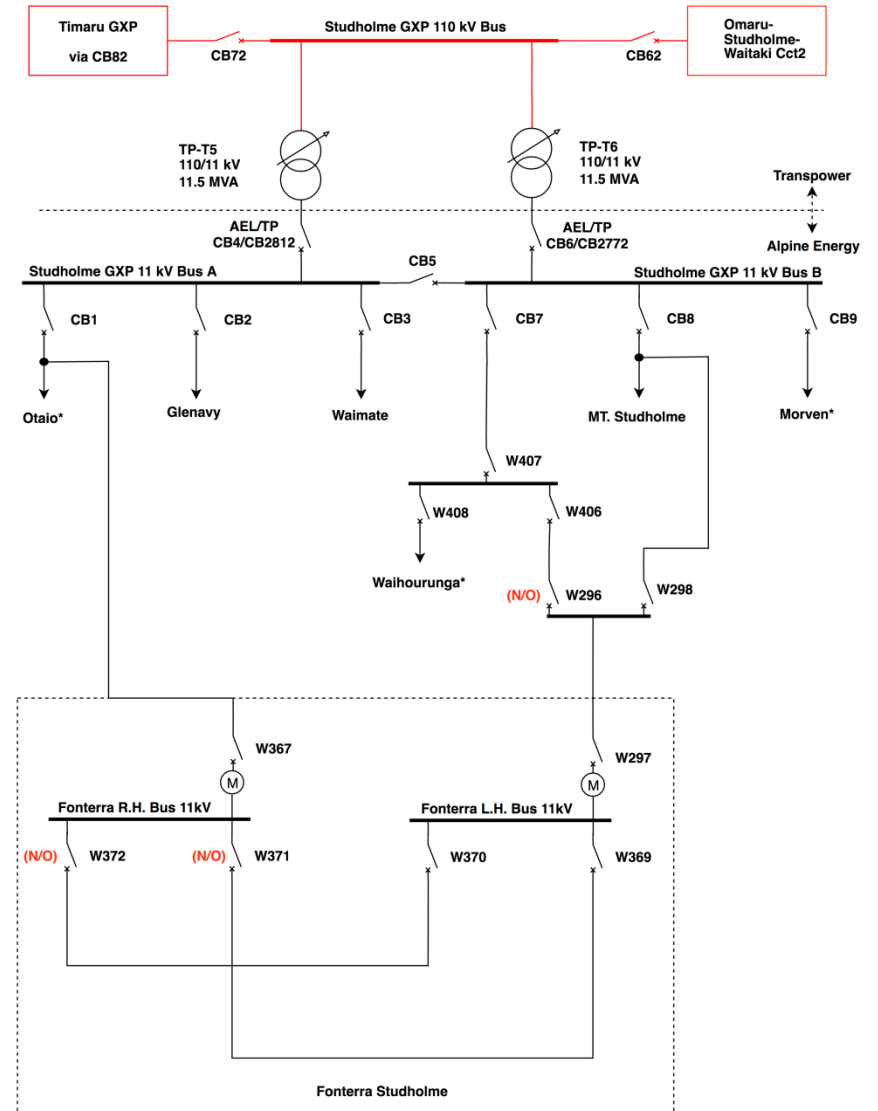 Timaru GXP
via CB82
CB72
Studholme GXP 110 kV Bus
CB62
Omaru-
Studholme-
Waitaki Cct2
TP-T5
110/11 kV
11.5 MVA
TP-T6
110/11 kV
11.5 MVA
Transpower
Alpine Energy
AEL/TP
CB4/CB2812
AEL/TP
CB6/CB2772
CB5
Studholme GXP 11 kV Bus A
Studholme GXP 11 kV Bus B
CB1
CB2
CB3
CB7
CB8
CB9
Otaio*
Glenavy
Waimate
MT. Studholme
Morven*
W407
W408
W406
Waihourunga*
(N/O)
W296
W298
W367
M
W297
M
Fonterra R.H. Bus 11kV
Fonterra L.H. Bus 11kV
(N/O)
W372
(N/O)
W371
W370
W369
Fonterra Studholme